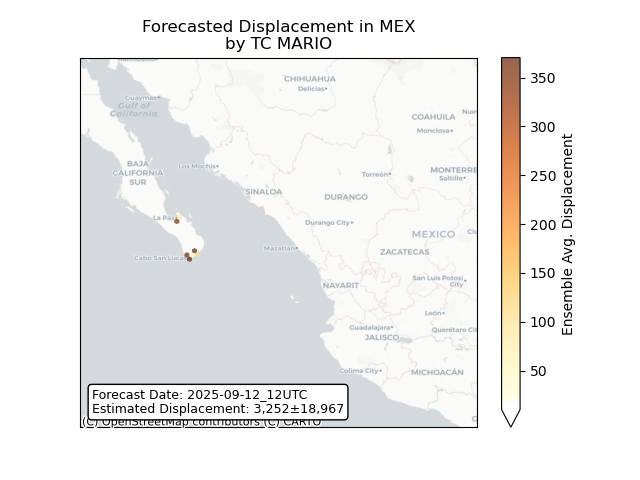 Forecasted Displacement in MEX
by TC MARIO
CHIHUAHUA
Delicias
Guaymas
Gulf of
California
COAHUILA
Monclova
BAJA
CALIFORNIA
SUR
Los Mochis
Torreón
MONTERRE
Saltillo
SINALOA
DURANGO
La Paz
Durango City
MEXICO
Mazatlán
ZACATECAS
Cabo San Lucas
NAYARIT
San Luis Potosí
City
León
Guadalajara
JALISCO
Querétaro Cit
Colima City
MICHOACÁN
Forecast Date: 2025-09-12_12UTC
Estimated Displacement: 3,252±18,967
(C) OpenStreetMap contributors (C) CARTO
350
300
250
200
150
100
50
Ensemble Avg. Displacement